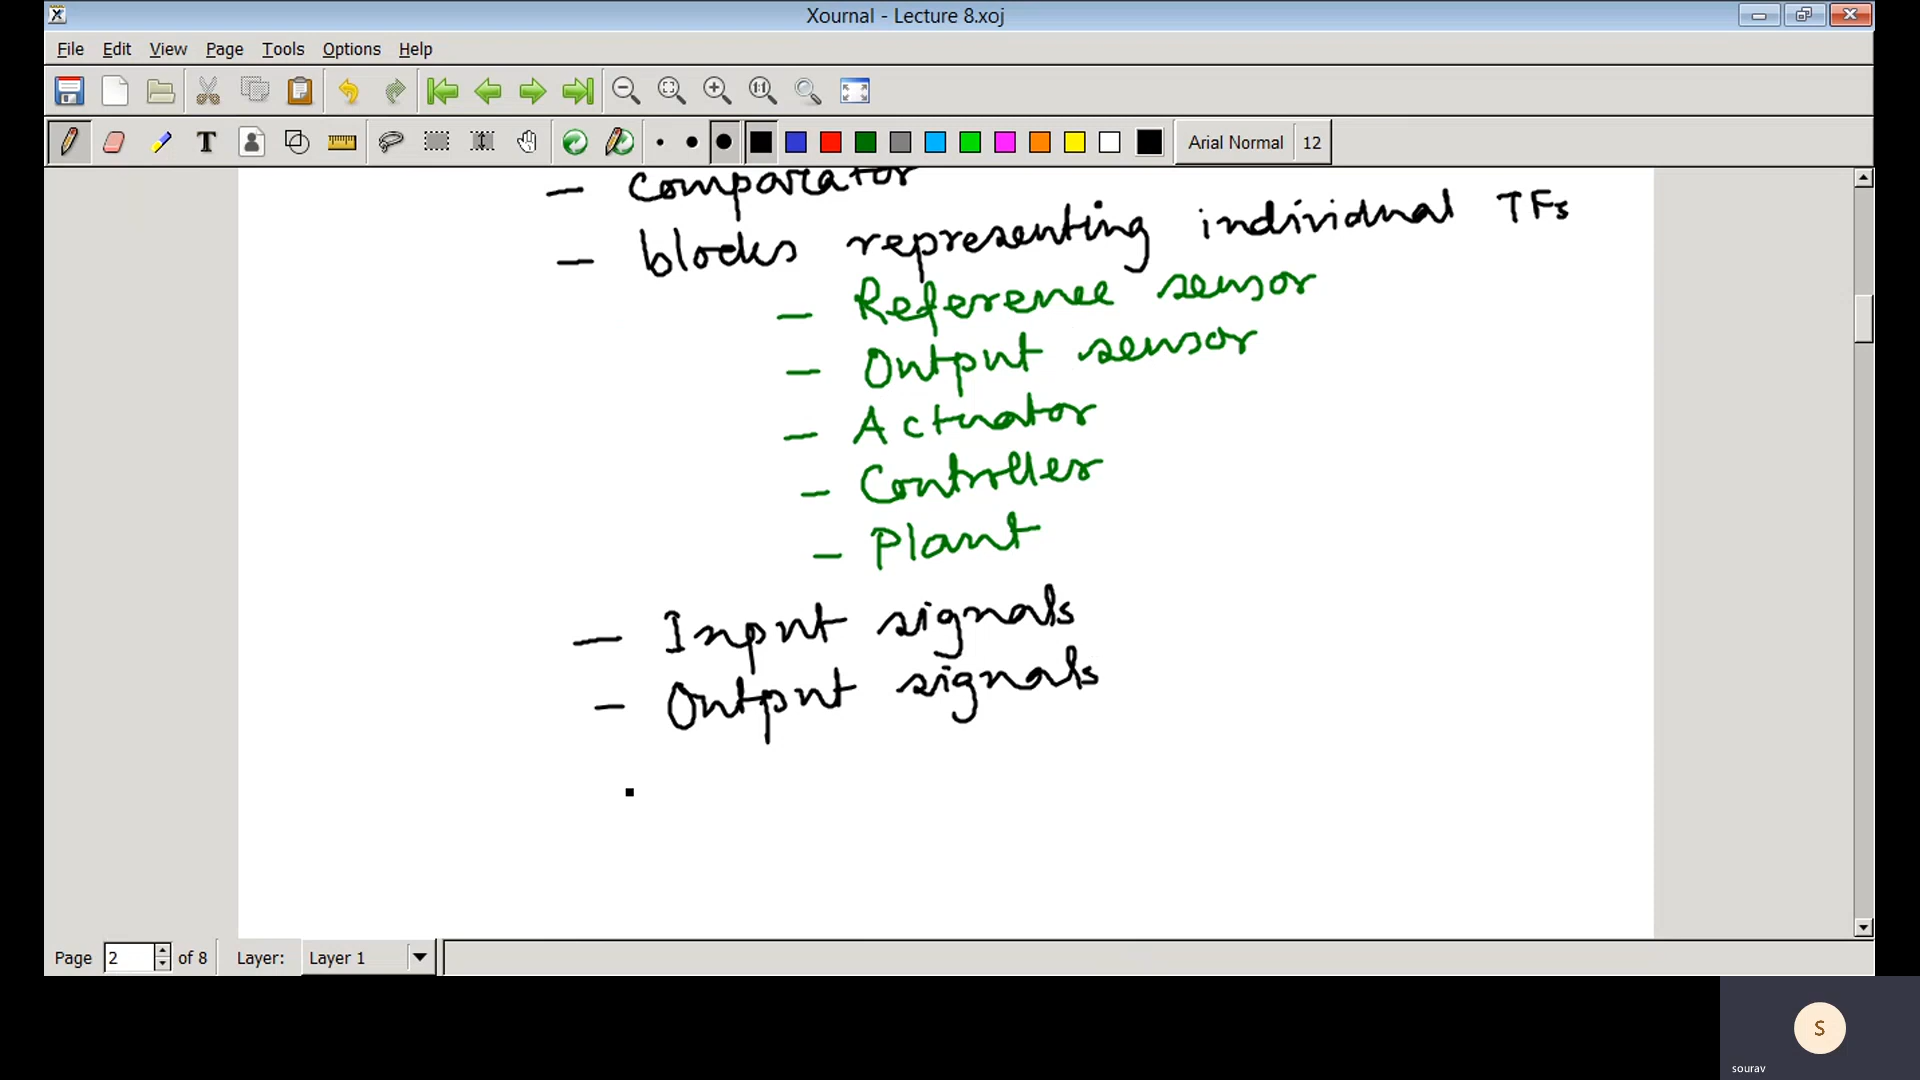 Xournal - Lecture 8.xoj
File Edit View Page Tools Options Help
Arial Normal 12
- Comparator
- blocks representing individual TFs
- Reference sensor
- Output sensor
- Actuator
- Controller
- Plant
- Input signals
- Output signals
Page 2 of 8 Layer: Layer 1
S
sourav